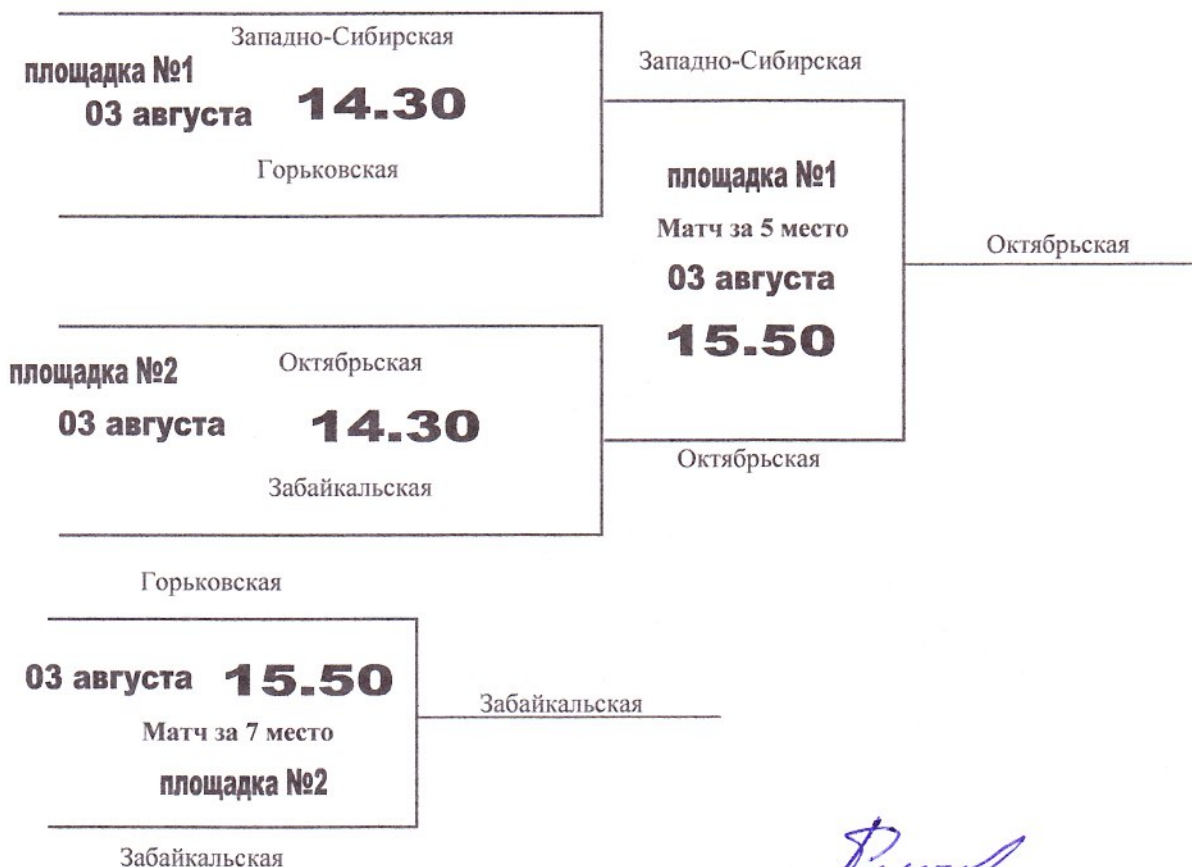 Западно-Сибирская
площадка №1
03 августа 14.30
Горьковская
Западно-Сибирская
площадка №1
Матч за 5 место
03 августа
15.50
Октябрьская
Октябрьская
площадка №2
03 августа 14.30
Забайкальская
Октябрьская
Горьковская
03 августа 15.50
Матч за 7 место
площадка №2
Забайкальская
Забайкальская